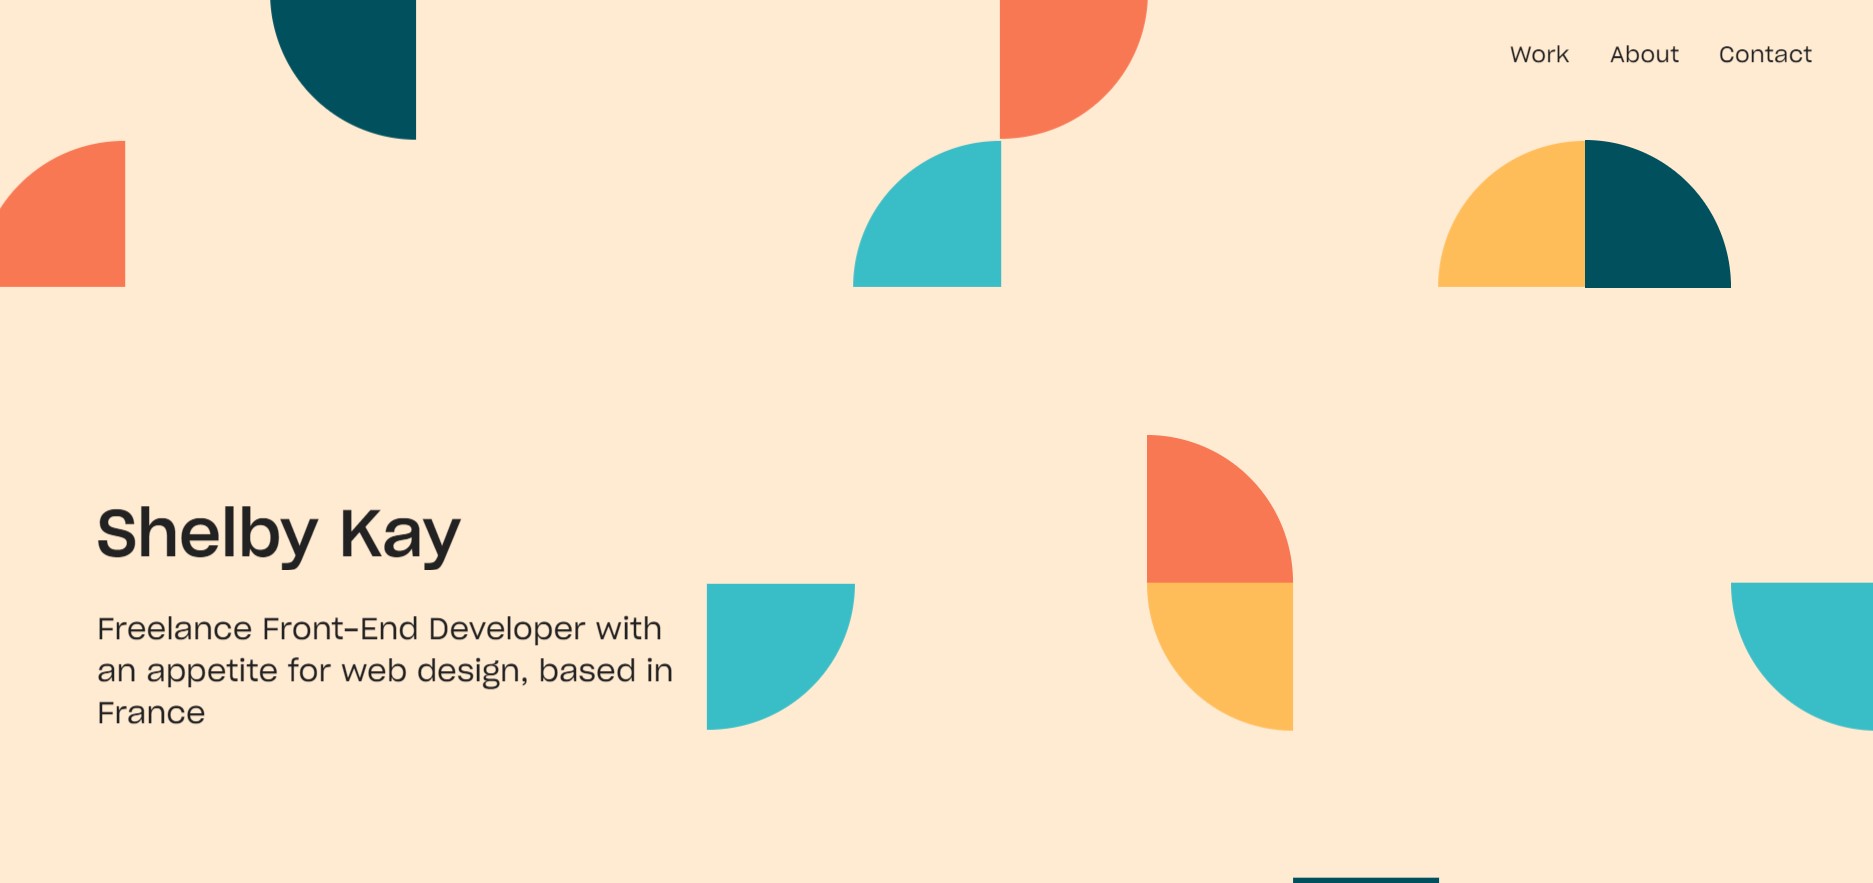 Work About Contact
Shelby Kay
Freelance Front-End Developer with
an appetite for web design, based in
France